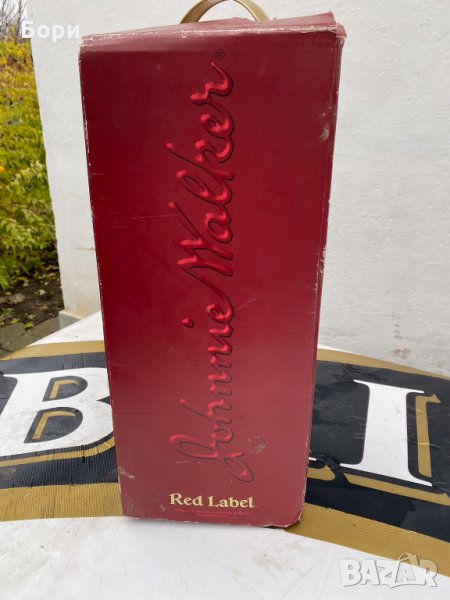 Бори
Johnnie Walker®
Red Label®
BAZAR